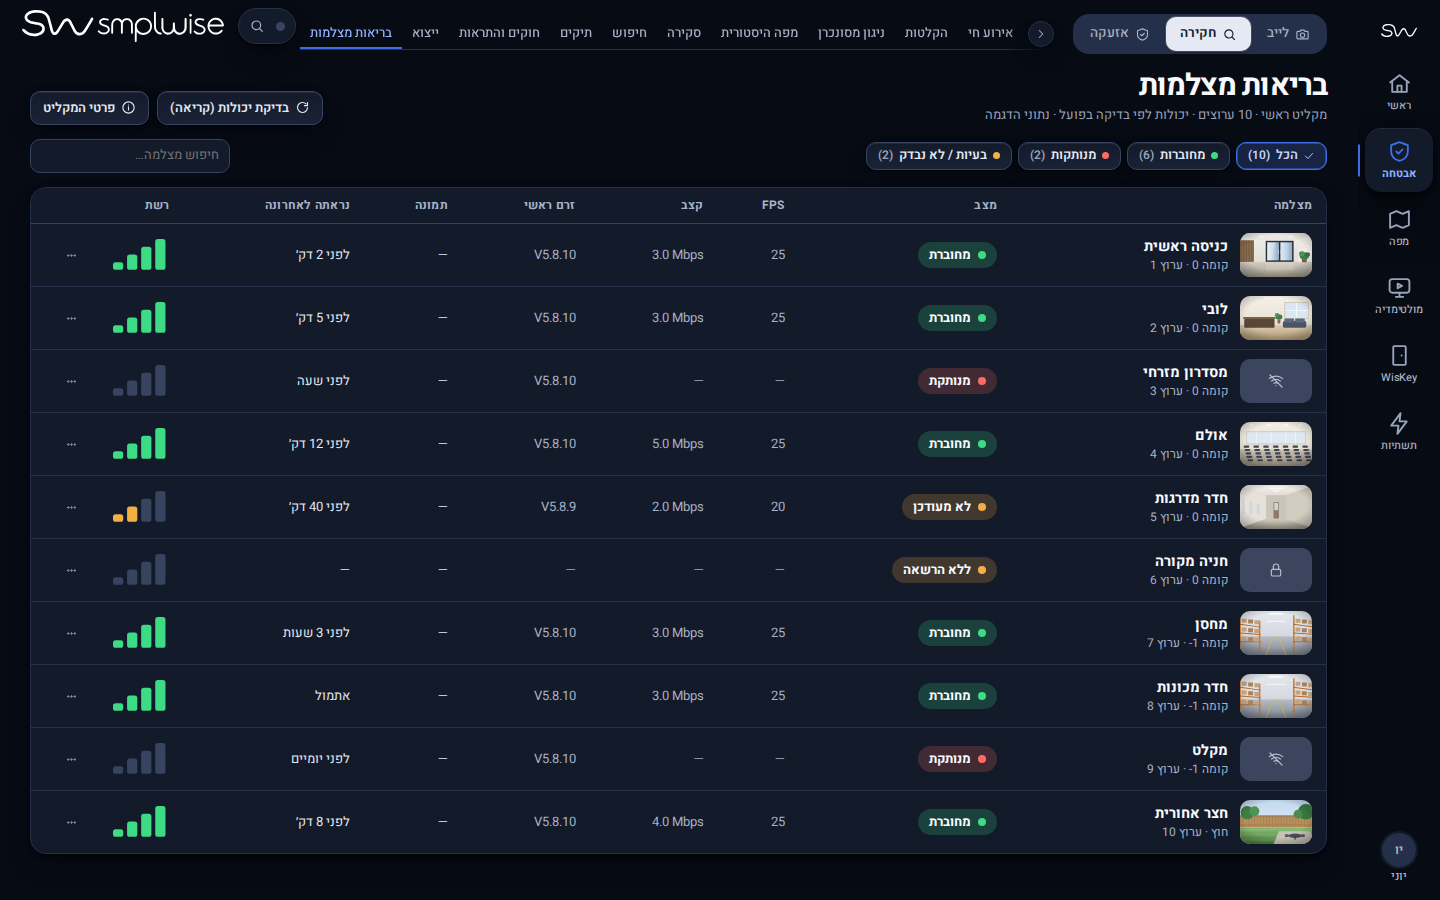 smplwise
לייב
חקירה
אזעקה
אירוע חי
הקלטות
ניגון מסונכרן
מפה היסטורית
סקירה
חיפוש
תיקים
חוקים והתראות
ייצוא
בריאות מצלמות
ראשי
אבטחה
מפה
מולטימדיה
WisKey
תשתיות
יו
יוני
בריאות מצלמות
מקליט ראשי · 10 ערוצים · יכולות לפי בדיקה בפועל · נתוני הדגמה
בדיקת יכולות (קריאה)
פרטי המקליט
הכל (10)
מחוברות (6)
מנותקות (2)
בעיות / לא נבדק (2)
חיפוש מצלמה...
מצלמה מצב FPS קצב זרם ראשי תמונה נראתה לאחרונה רשת
כניסה ראשית
קומה 0 · ערוץ 1
מחוברת 25 3.0 Mbps V5.8.10 — לפני 2 דק׳
לובי
קומה 0 · ערוץ 2
מחוברת 25 3.0 Mbps V5.8.10 — לפני 5 דק׳
מסדרון מזרחי
קומה 0 · ערוץ 3
מנותקת — — V5.8.10 — לפני שעה
אולם
קומה 0 · ערוץ 4
מחוברת 25 5.0 Mbps V5.8.10 — לפני 12 דק׳
חדר מדרגות
קומה 0 · ערוץ 5
לא מעודכן 20 2.0 Mbps V5.8.9 — לפני 40 דק׳
חניה מקורה
קומה 0 · ערוץ 6
ללא הרשאה — — — — —
מחסן
קומה 1- · ערוץ 7
מחוברת 25 3.0 Mbps V5.8.10 — לפני 3 שעות
חדר מכונות
קומה 1- · ערוץ 8
מחוברת 25 3.0 Mbps V5.8.10 — אתמול
מקלט
קומה 1- · ערוץ 9
מנותקת — — V5.8.10 — לפני יומיים
חצר אחורית
חוץ · ערוץ 10
מחוברת 25 4.0 Mbps V5.8.10 — לפני 8 דק׳